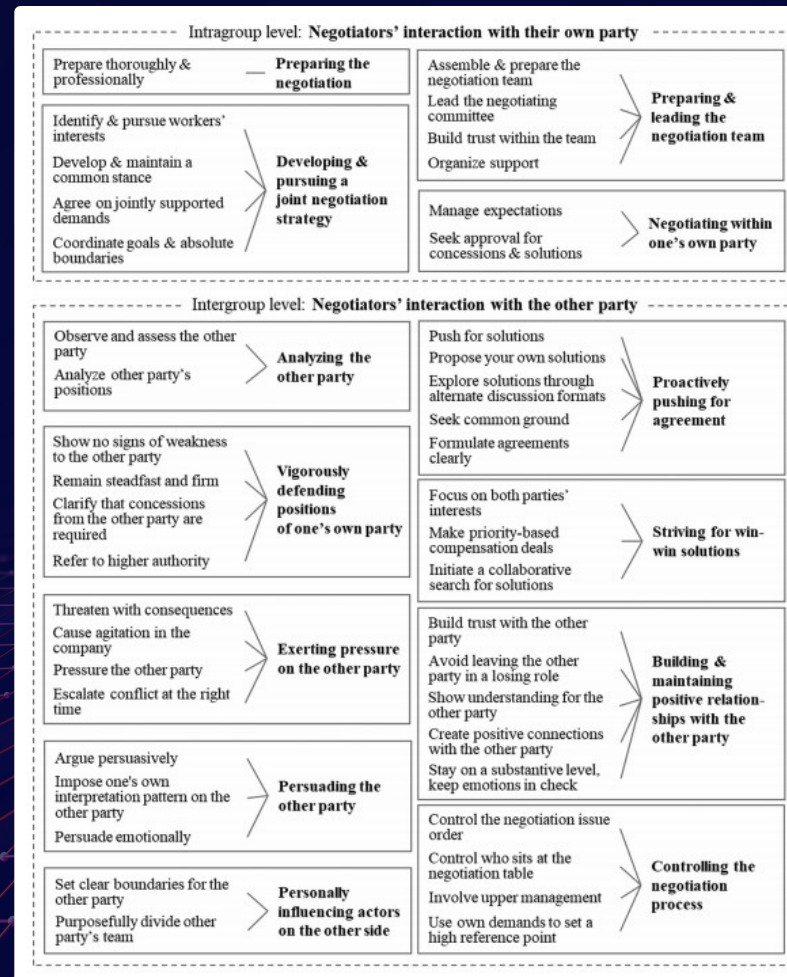 Intragroup level: Negotiators' interaction with their own party
Prepare thoroughly &
professionally
Preparing the
negotiation
Identify & pursue workers'
interests
Develop & maintain a
common stance
Agree on jointly supported
demands
Coordinate goals & absolute
boundaries
Developing &
pursuing a
joint negotiation
strategy
Assemble & prepare the
negotiation team
Lead the negotiating
committee
Build trust within the team
Organize support
Preparing &
leading the
negotiation team
Manage expectations
Seek approval for
concessions & solutions
Negotiating within
one's own party
Intergroup level: Negotiators' interaction with the other party
Observe and assess the other
party
Analyze other party's
positions
Analyzing the
other party
Show no signs of weakness
to the other party
Remain steadfast and firm
Clarify that concessions
from the other party are
required
Refer to higher authority
Vigorously
defending
positions
of one's own party
Threaten with consequences
Cause agitation in the
company
Pressure the other party
Escalate conflict at the right
time
Exerting pressure
on the other party
Argue persuasively
Impose one's own
interpretation pattern on the
other party
Persuade emotionally
Persuading the
other party
Set clear boundaries for the
other party
Purposefully divide other
party's team
Personally
influencing actors
on the other side
Push for solutions
Propose your own solutions
Explore solutions through
alternate discussion formats
Seek common ground
Formulate agreements
clearly
Proactively
pushing for
agreement
Focus on both parties'
interests
Make priority-based
compensation deals
Initiate a collaborative
search for solutions
Striving for win-
win solutions
Build trust with the other
party
Avoid leaving the other
party in a losing role
Show understanding for the
other party
Create positive connections
with the other party
Stay on a substantive level,
keep emotions in check
Building &
maintaining
positive relation-
ships with the
other party
Control the negotiation issue
order
Control who sits at the
negotiation table
Involve upper management
Use own demands to set a
high reference point
Controlling the
negotiation
process